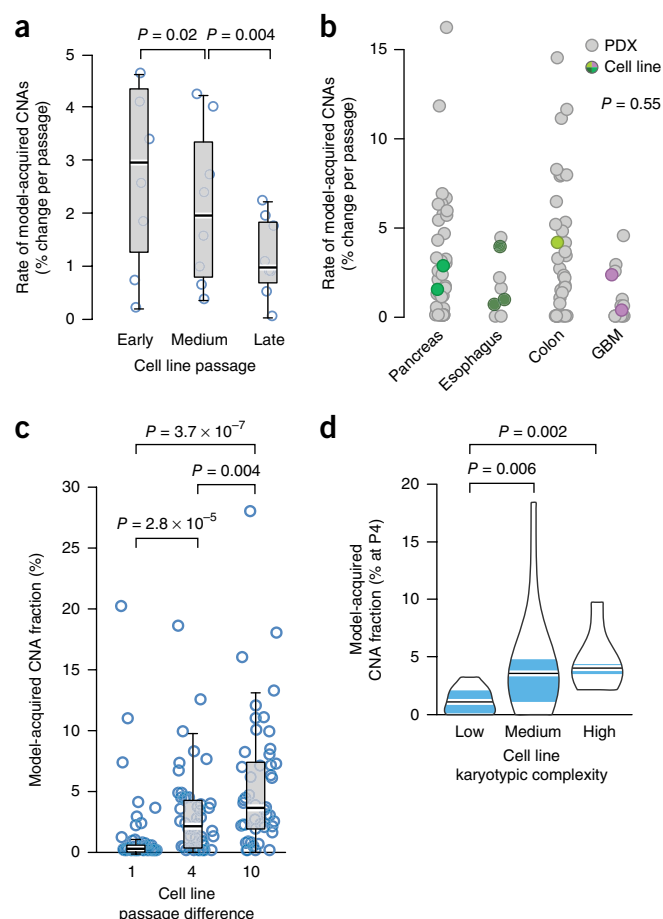 a
P = 0.02
P = 0.004
Rate of model-acquired CNAs
(% change per passage)
5
4
3
2
1
0
Early
Medium
Late
Cell line passage
b
PDX
Cell line
P = 0.55
Rate of model-acquired CNAs
(% change per passage)
15
10
5
0
Pancreas
Esophagus
Colon
GBM
c
P = 3.7 × 10⁻⁷
P = 0.004
P = 2.8 × 10⁻⁵
Model-acquired CNA fraction (%)
30
25
20
15
10
5
0
1
4
10
Cell line
passage difference
d
P = 0.002
P = 0.006
Model-acquired
CNA fraction (% at P4)
20
15
10
5
0
Low
Medium
High
Cell line
karyotypic complexity